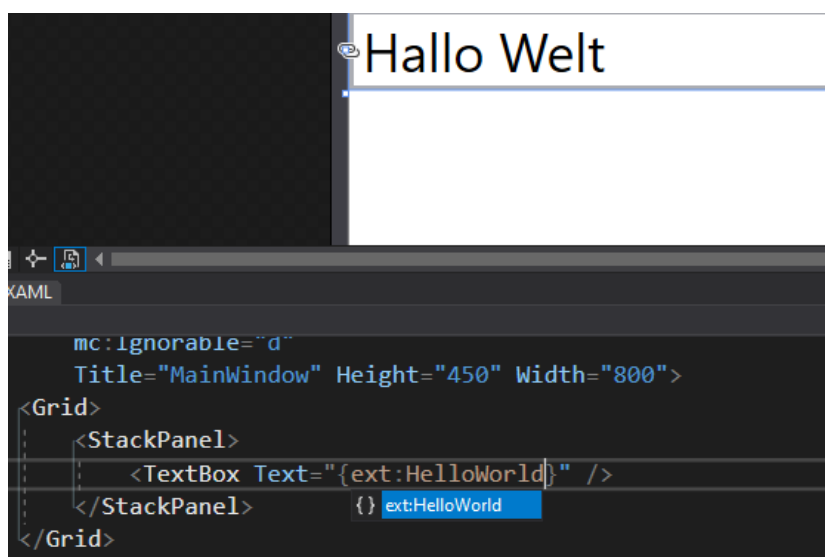 Hallo Welt
XAML
mc:Ignorable="d"
Title="MainWindow" Height="450" Width="800">
<Grid>
<StackPanel>
<TextBox Text="{ext:HelloWorld}" />
</StackPanel>
{} ext:HelloWorld
</Grid>